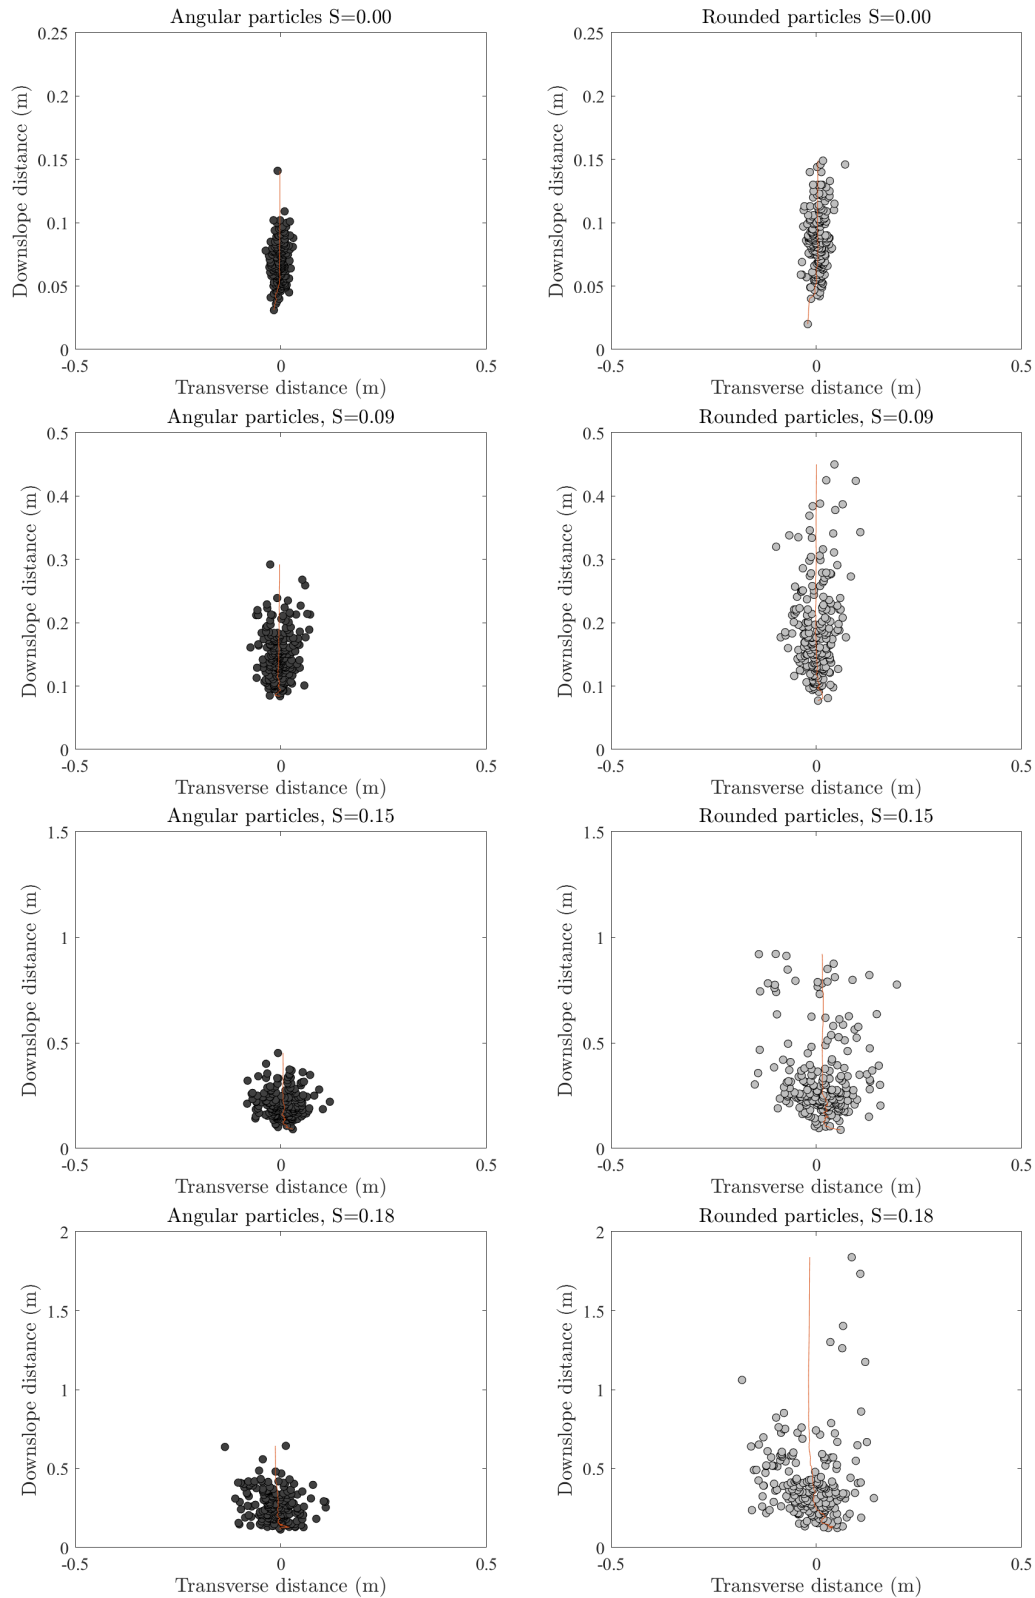 Angular particles S=0.00
Rounded particles S=0.00
0.25
0.2
0.15
0.1
0.05
0
Downslope distance (m)
-0.5
0
0.5
Transverse distance (m)
0.25
0.2
0.15
0.1
0.05
0
Downslope distance (m)
-0.5
0
0.5
Transverse distance (m)
Angular particles, S=0.09
Rounded particles, S=0.09
0.5
0.4
0.3
0.2
0.1
0
Downslope distance (m)
-0.5
0
0.5
Transverse distance (m)
0.5
0.4
0.3
0.2
0.1
0
Downslope distance (m)
-0.5
0
0.5
Transverse distance (m)
Angular particles, S=0.15
Rounded particles, S=0.15
1.5
1
0.5
0
Downslope distance (m)
-0.5
0
0.5
Transverse distance (m)
1.5
1
0.5
0
Downslope distance (m)
-0.5
0
0.5
Transverse distance (m)
Angular particles, S=0.18
Rounded particles, S=0.18
2
1.5
1
0.5
0
Downslope distance (m)
-0.5
0
0.5
Transverse distance (m)
2
1.5
1
0.5
0
Downslope distance (m)
-0.5
0
0.5
Transverse distance (m)